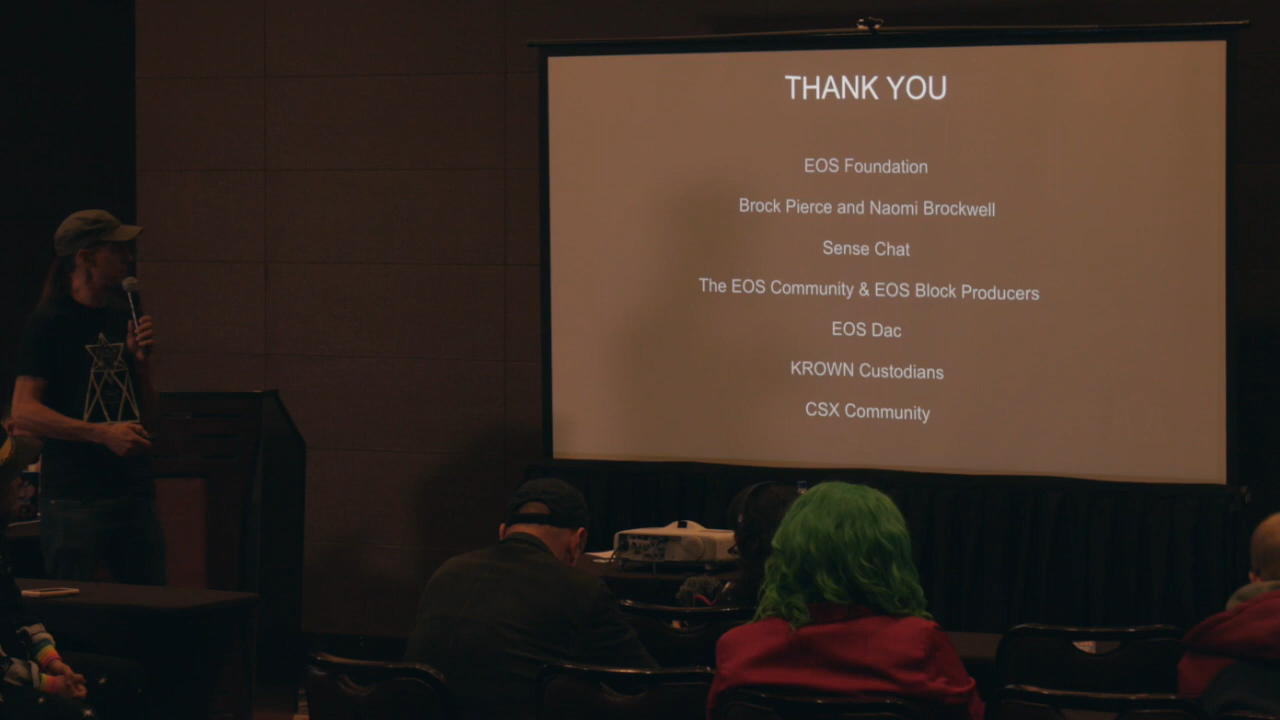 THANK YOU
EOS Foundation
Brock Pierce and Naomi Brockwell
Sense Chat
The EOS Community & EOS Block Producers
EOS Dac
KROWN Custodians
CSX Community